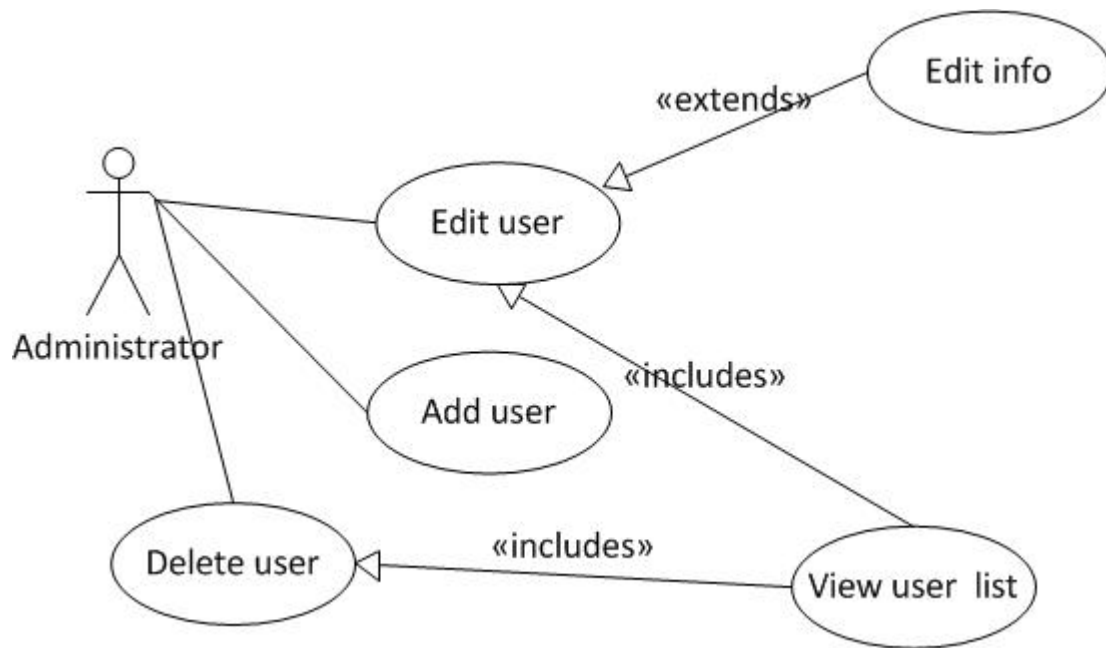 Edit info
«extends»
Edit user
Administrator
«includes»
Add user
«includes»
Delete user
View user list